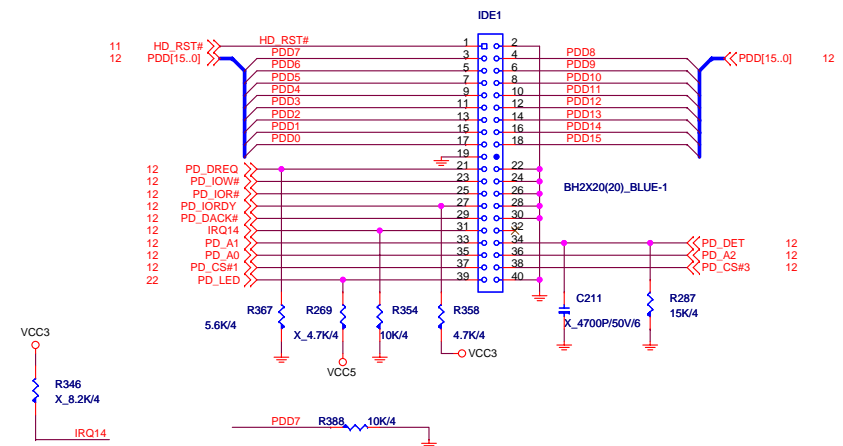 IDE1
11 HD_RST# HD_RST# 1 2
12 PDD[15..0] PDD7 3 4 PDD8 PDD[15..0] 12
PDD6 5 6 PDD9
PDD5 7 8 PDD10
PDD4 9 10 PDD11
PDD3 11 12 PDD12
PDD2 13 14 PDD13
PDD1 15 16 PDD14
PDD0 17 18 PDD15
19
12 PD_DREQ 21 22
12 PD_IOW# 23 24
BH2X20(20)_BLUE-1
12 PD_IOR# 25 26
12 PD_IORDY 27 28
12 PD_DACK# 29 30
12 IRQ14 31 32
12 PD_A1 33 34 PD_DET 12
12 PD_A0 35 36 PD_A2 12
12 PD_CS#1 37 38 PD_CS#3 12
22 PD_LED 39 40
R367 R269 R354 R358 C211 R287
5.6K/4 X_4.7K/4 10K/4 4.7K/4 X_4700P/50V/6 15K/4
VCC3
VCC3
VCC5
R346
X_8.2K/4
PDD7 R388 10K/4
IRQ14